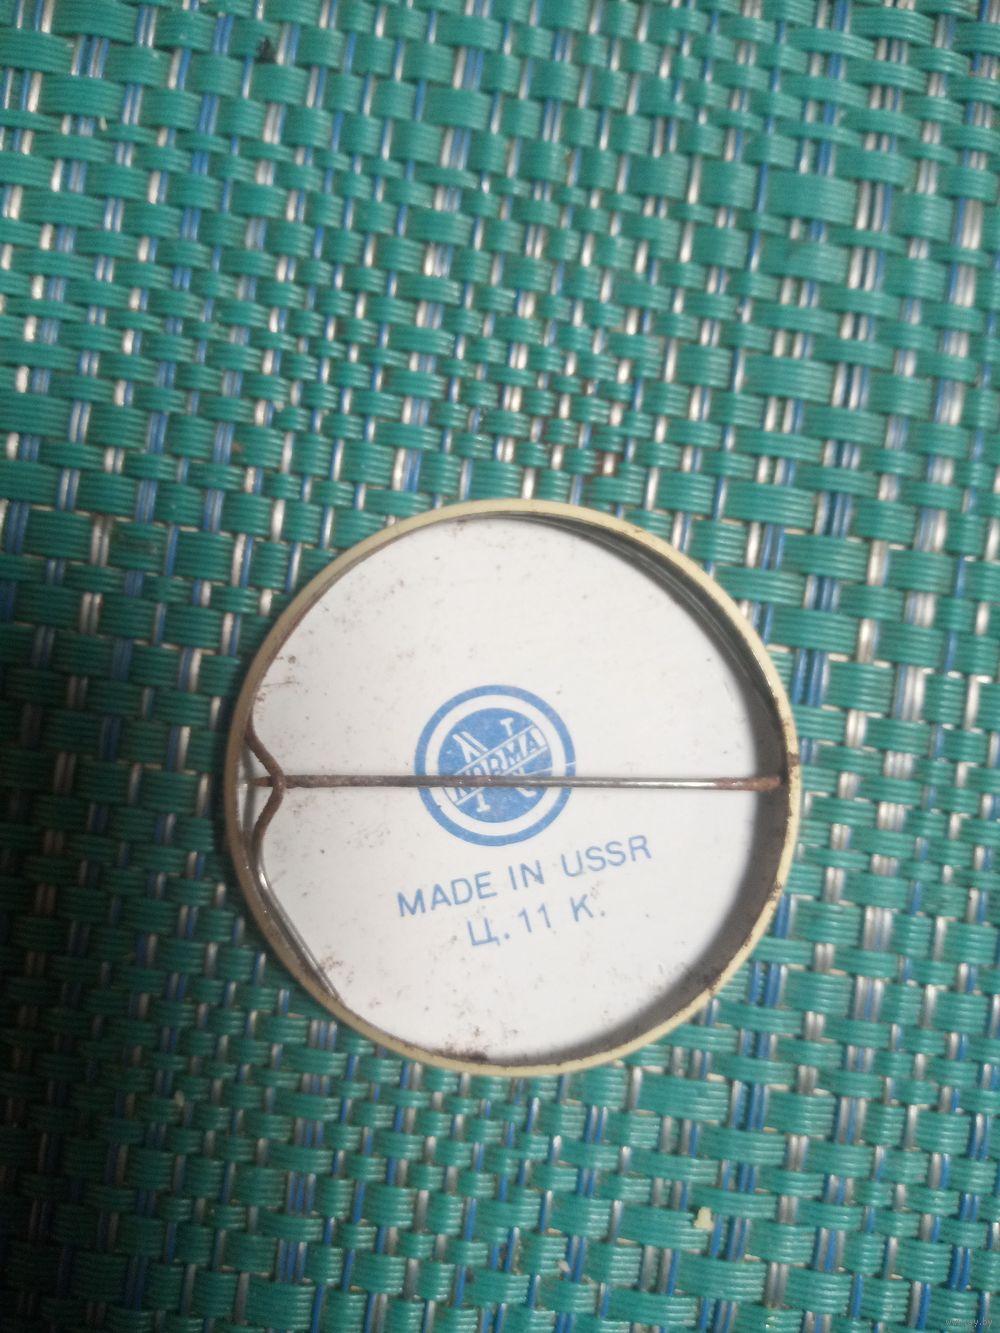 NORMA
MADE IN USSR
Ц. 11 К.